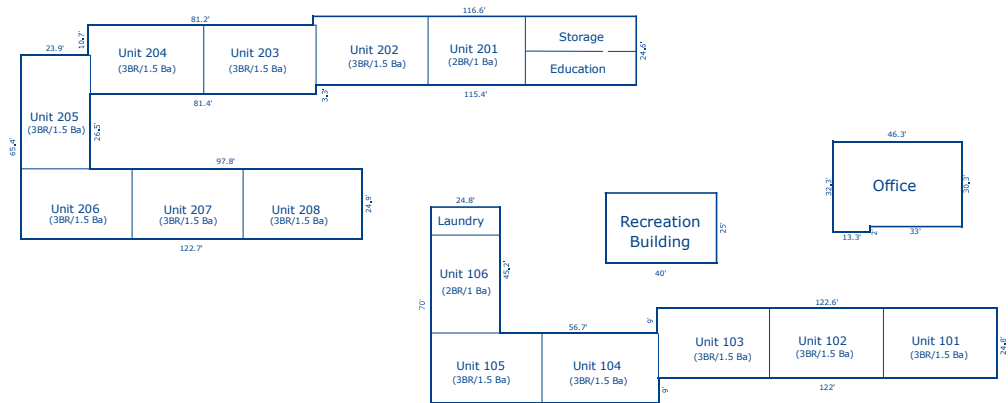 81.2'
116.6'
10.7'
Unit 204
(3BR/1.5 Ba)
Unit 203
(3BR/1.5 Ba)
Unit 202
(3BR/1.5 Ba)
Unit 201
(2BR/1 Ba)
Storage
Education
24.6'
23.9'
81.4'
3.3'
115.4'
Unit 205
(3BR/1.5 Ba)
26.5'
65.4'
97.8'
Unit 206
(3BR/1.5 Ba)
Unit 207
(3BR/1.5 Ba)
Unit 208
(3BR/1.5 Ba)
24.9'
122.7'
46.3'
32.3'
Office
30.3'
13.3'
2'
33'
24.8'
Laundry
Unit 106
(2BR/1 Ba)
45.2'
70'
Recreation
Building
25'
40'
56.7'
9'
122.6'
Unit 105
(3BR/1.5 Ba)
Unit 104
(3BR/1.5 Ba)
9'
Unit 103
(3BR/1.5 Ba)
Unit 102
(3BR/1.5 Ba)
Unit 101
(3BR/1.5 Ba)
24.8'
122'